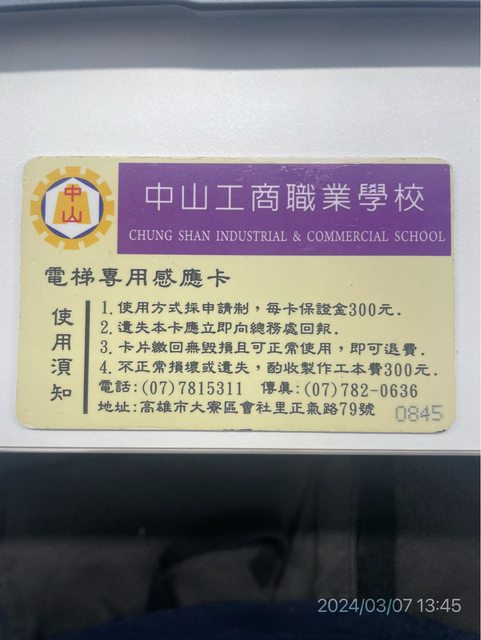 中山
中山工商職業學校
CHUNG SHAN INDUSTRIAL & COMMERCIAL SCHOOL
電梯專用感應卡
使用須知
1.使用方式採申請制，每卡保證金300元.
2.遺失本卡應立即向總務處回報.
3.卡片繳回無毀損且可正常使用，即可退費.
4.不正常損壞或遺失，酌收製作工本費300元.
電話:(07)7815311 傳真:(07)782-0636
地址:高雄市大寮區會社里正氣路79號
0845
2024/03/07 13:45